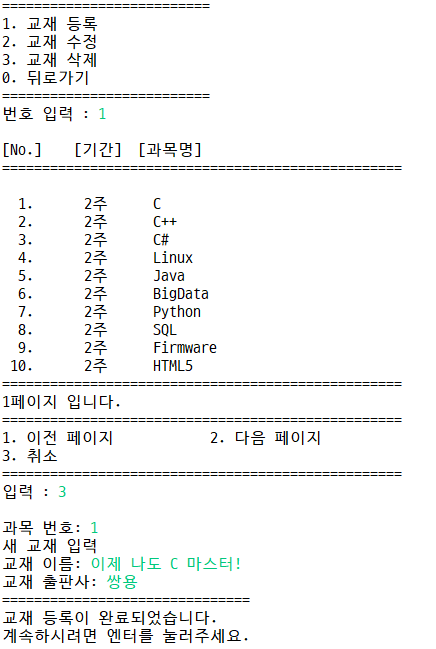 ==========================
1. 교재 등록
2. 교재 수정
3. 교재 삭제
0. 뒤로가기
==========================
번호 입력 : 1
[No.] [기간] [과목명]
==================================================
1. 2주 C
2. 2주 C++
3. 2주 C#
4. 2주 Linux
5. 2주 Java
6. 2주 BigData
7. 2주 Python
8. 2주 SQL
9. 2주 Firmware
10. 2주 HTML5
==================================================
1페이지 입니다.
==================================================
1. 이전 페이지 2. 다음 페이지
3. 취소
==================================================
입력 : 3
과목 번호: 1
새 교재 입력
교재 이름: 이제 나도 C 마스터!
교재 출판사: 쌍용
===============================
교재 등록이 완료되었습니다.
계속하시려면 엔터를 눌러주세요.